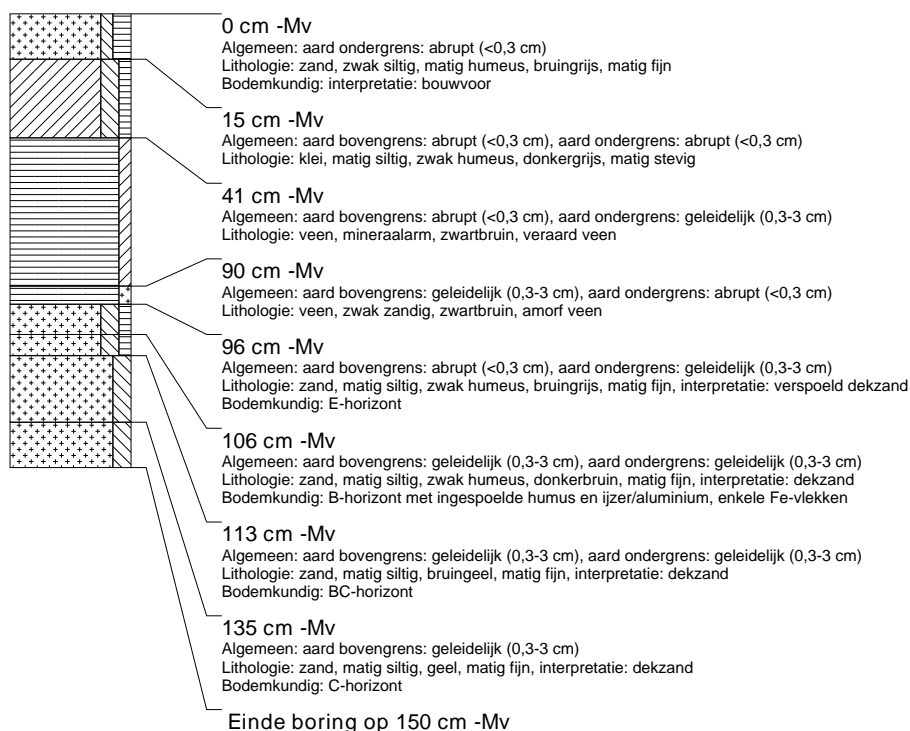 0 cm -Mv
Algemeen: aard ondergrens: abrupt (<0,3 cm)
Lithologie: zand, zwak siltig, matig humeus, bruingrijs, matig fijn
Bodemkundig: interpretatie: bouwvoor
15 cm -Mv
Algemeen: aard bovengrens: abrupt (<0,3 cm), aard ondergrens: abrupt (<0,3 cm)
Lithologie: klei, matig siltig, zwak humeus, donkergrijs, matig stevig
41 cm -Mv
Algemeen: aard bovengrens: abrupt (<0,3 cm), aard ondergrens: geleidelijk (0,3-3 cm)
Lithologie: veen, mineraalarm, zwartbruin, veraard veen
90 cm -Mv
Algemeen: aard bovengrens: geleidelijk (0,3-3 cm), aard ondergrens: abrupt (<0,3 cm)
Lithologie: veen, zwak zandig, zwartbruin, amorf veen
96 cm -Mv
Algemeen: aard bovengrens: abrupt (<0,3 cm), aard ondergrens: geleidelijk (0,3-3 cm)
Lithologie: zand, matig siltig, zwak humeus, bruingrijs, matig fijn, interpretatie: verspoeld dekzand
Bodemkundig: E-horizont
106 cm -Mv
Algemeen: aard bovengrens: geleidelijk (0,3-3 cm), aard ondergrens: geleidelijk (0,3-3 cm)
Lithologie: zand, matig siltig, zwak humeus, donkerbruin, matig fijn, interpretatie: dekzand
Bodemkundig: B-horizont met ingespoelde humus en ijzer/aluminium, enkele Fe-vlekken
113 cm -Mv
Algemeen: aard bovengrens: geleidelijk (0,3-3 cm), aard ondergrens: geleidelijk (0,3-3 cm)
Lithologie: zand, matig siltig, bruingeel, matig fijn, interpretatie: dekzand
Bodemkundig: BC-horizont
135 cm -Mv
Algemeen: aard bovengrens: geleidelijk (0,3-3 cm)
Lithologie: zand, matig siltig, geel, matig fijn, interpretatie: dekzand
Bodemkundig: C-horizont
Einde boring op 150 cm -Mv